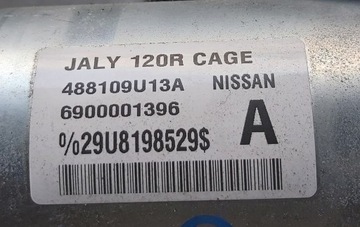 JALY 120R CAGE
488109U13A NISSAN
6900001396
%29U8198529$ A